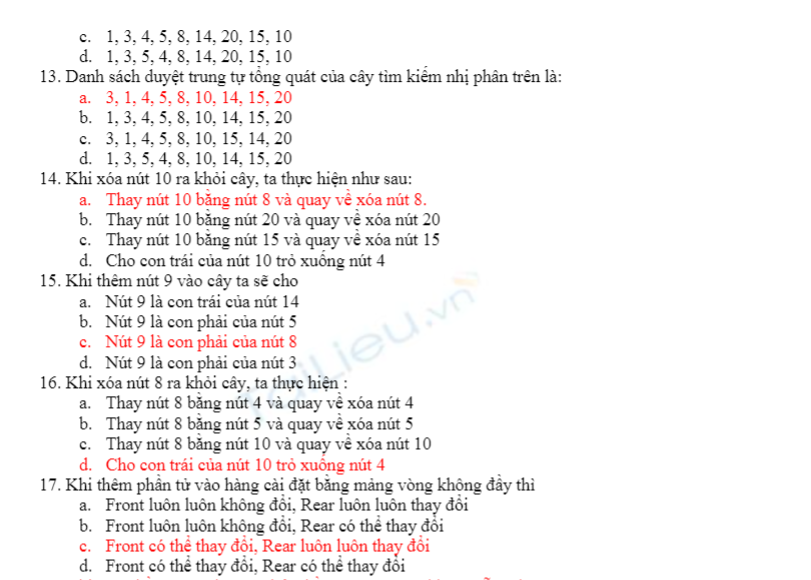 c. 1, 3, 4, 5, 8, 14, 20, 15, 10
d. 1, 3, 5, 4, 8, 14, 20, 15, 10
13. Danh sách duyệt trung tự tổng quát của cây tìm kiếm nhị phân trên là:
a. 3, 1, 4, 5, 8, 10, 14, 15, 20
b. 1, 3, 4, 5, 8, 10, 14, 15, 20
c. 3, 1, 4, 5, 8, 10, 15, 14, 20
d. 1, 3, 5, 4, 8, 10, 14, 15, 20
14. Khi xóa nút 10 ra khỏi cây, ta thực hiện như sau:
a. Thay nút 10 bằng nút 8 và quay về xóa nút 8.
b. Thay nút 10 bằng nút 20 và quay về xóa nút 20
c. Thay nút 10 bằng nút 15 và quay về xóa nút 15
d. Cho con trái của nút 10 trỏ xuống nút 4
15. Khi thêm nút 9 vào cây ta sẽ cho
a. Nút 9 là con trái của nút 14
b. Nút 9 là con phải của nút 5
c. Nút 9 là con phải của nút 8
d. Nút 9 là con phải của nút 3
16. Khi xóa nút 8 ra khỏi cây, ta thực hiện :
a. Thay nút 8 bằng nút 4 và quay về xóa nút 4
b. Thay nút 8 bằng nút 5 và quay về xóa nút 5
c. Thay nút 8 bằng nút 10 và quay về xóa nút 10
d. Cho con trái của nút 10 trỏ xuống nút 4
17. Khi thêm phần tử vào hàng cài đặt bằng mảng vòng không đầy thì
a. Front luôn luôn không đổi, Rear luôn luôn thay đổi
b. Front luôn luôn không đổi, Rear có thể thay đổi
c. Front có thể thay đổi, Rear luôn luôn thay đổi
d. Front có thể thay đổi, Rear có thể thay đổi
TaiLieu.vn